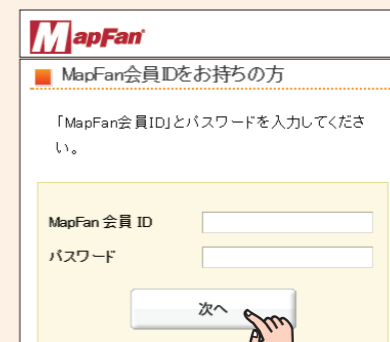 MapFan
MapFan会員IDをお持ちの方
「MapFan会員ID」とパスワードを入力してくださ
い。
MapFan 会員 ID
パスワード
次へ